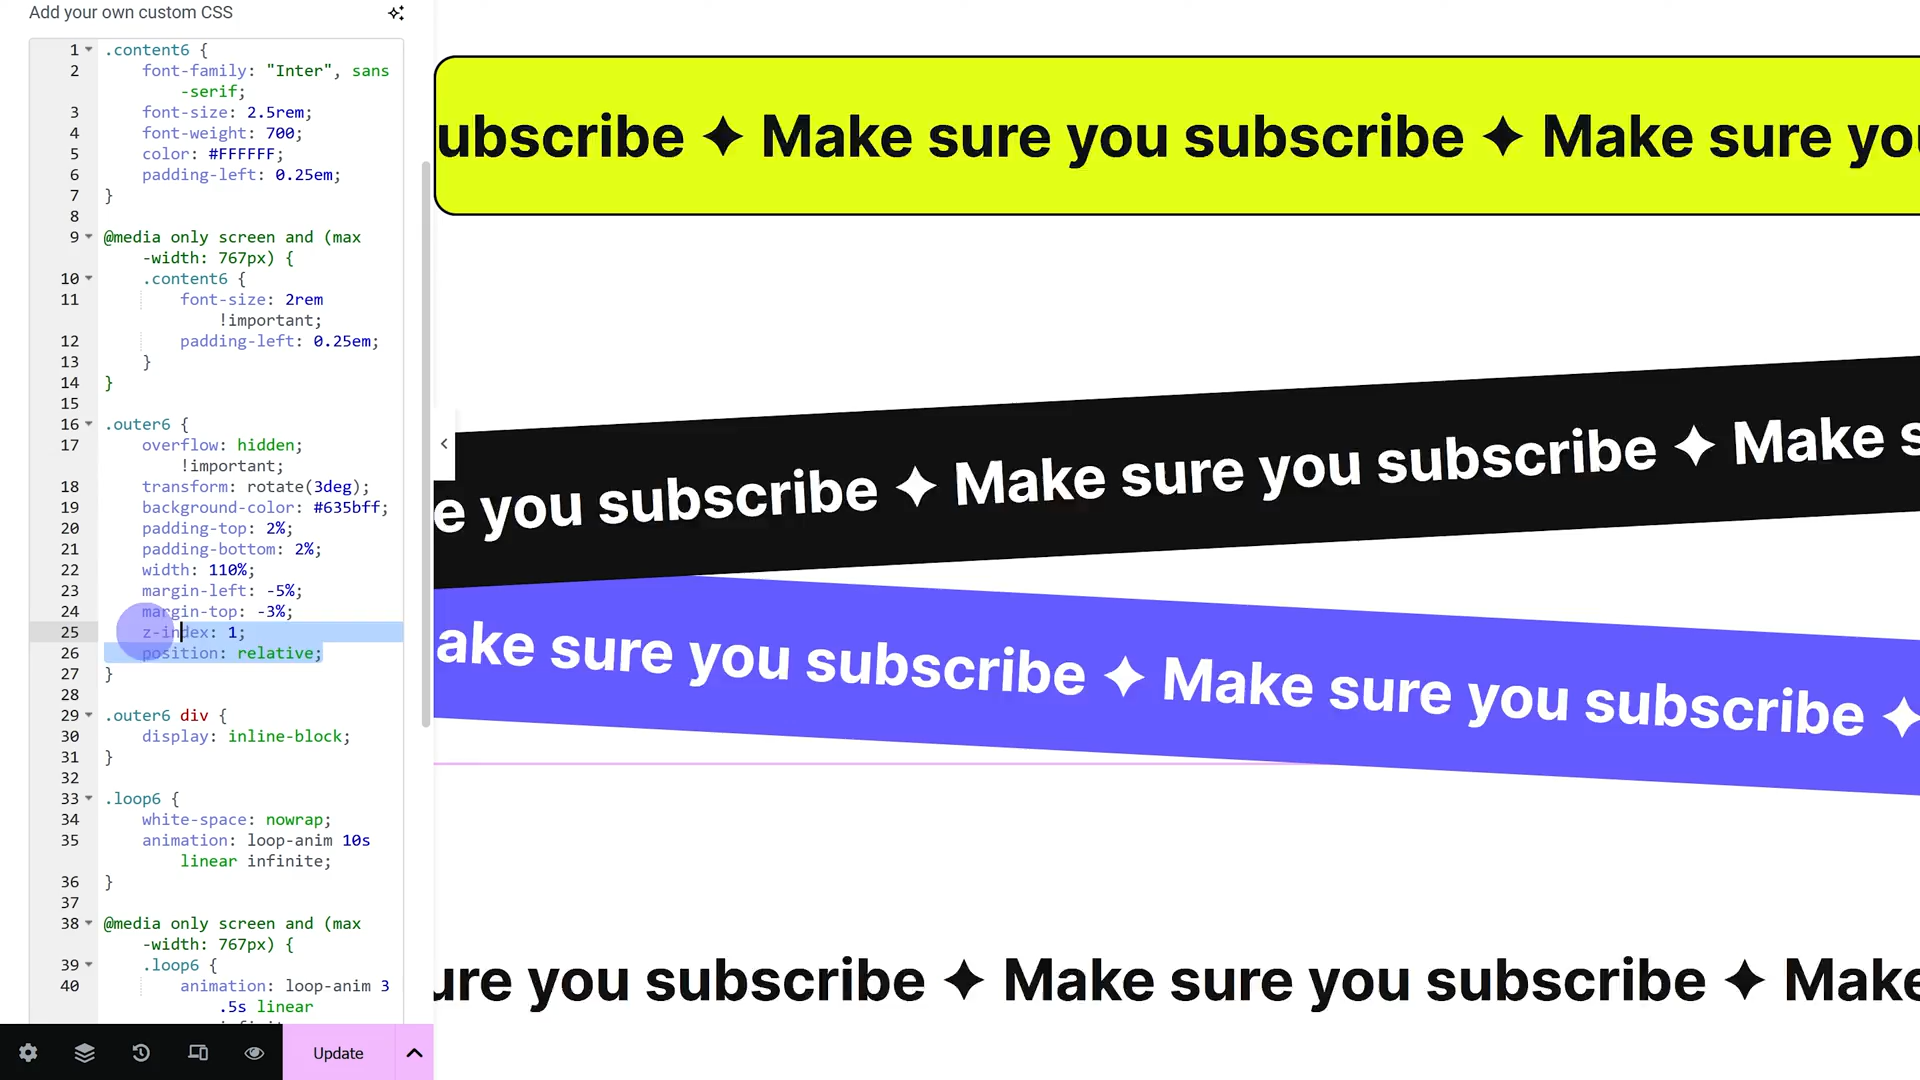 Add your own custom CSS
1 .content6 {
2 font-family: "Inter", sans
-serif;
3 font-size: 2.5rem;
4 font-weight: 700;
5 color: #FFFFFF;
6 padding-left: 0.25em;
7 }
8
9 @media only screen and (max
-width: 767px) {
10 .content6 {
11 font-size: 2rem
!important;
12 padding-left: 0.25em;
13 }
14 }
15
16 .outer6 {
17 overflow: hidden;
!important;
18 transform: rotate(3deg);
19 background-color: #635bff;
20 padding-top: 2%;
21 padding-bottom: 2%;
22 width: 110%;
23 margin-left: -5%;
24 margin-top: -3%;
25 z-index: 1;
26 position: relative;
27 }
28
29 .outer6 div {
30 display: inline-block;
31 }
32
33 .loop6 {
34 white-space: nowrap;
35 animation: loop-anim 10s
linear infinite;
36 }
37
38 @media only screen and (max
-width: 767px) {
39 .loop6 {
40 animation: loop-anim 3
.5s linear
Update
ubscribe ✦ Make sure you subscribe ✦ Make sure you
e you subscribe ✦ Make sure you subscribe ✦ Make s
ake sure you subscribe ✦ Make sure you subscribe ✦
ure you subscribe ✦ Make sure you subscribe ✦ Make